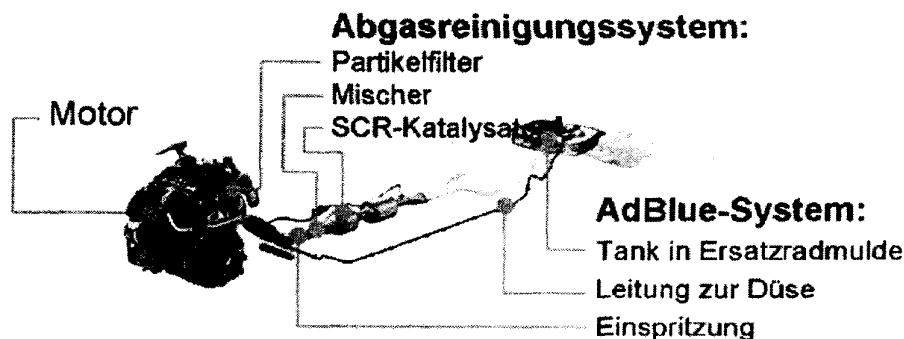 Abgasreinigungssystem:
Partikelfilter
Mischer
SCR-Katalysat
Motor
AdBlue-System:
Tank in Ersatzradmulde
Leitung zur Düse
Einspritzung